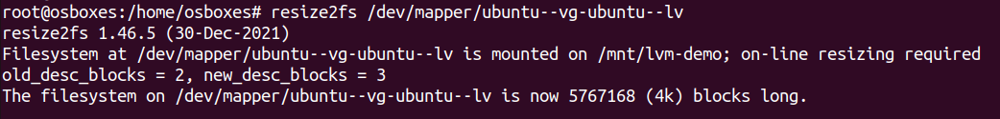 root@osboxes:/home/osboxes# resize2fs /dev/mapper/ubuntu--vg-ubuntu--lv
resize2fs 1.46.5 (30-Dec-2021)
Filesystem at /dev/mapper/ubuntu--vg-ubuntu--lv is mounted on /mnt/lvm-demo; on-line resizing required
old_desc_blocks = 2, new_desc_blocks = 3
The filesystem on /dev/mapper/ubuntu--vg-ubuntu--lv is now 5767168 (4k) blocks long.